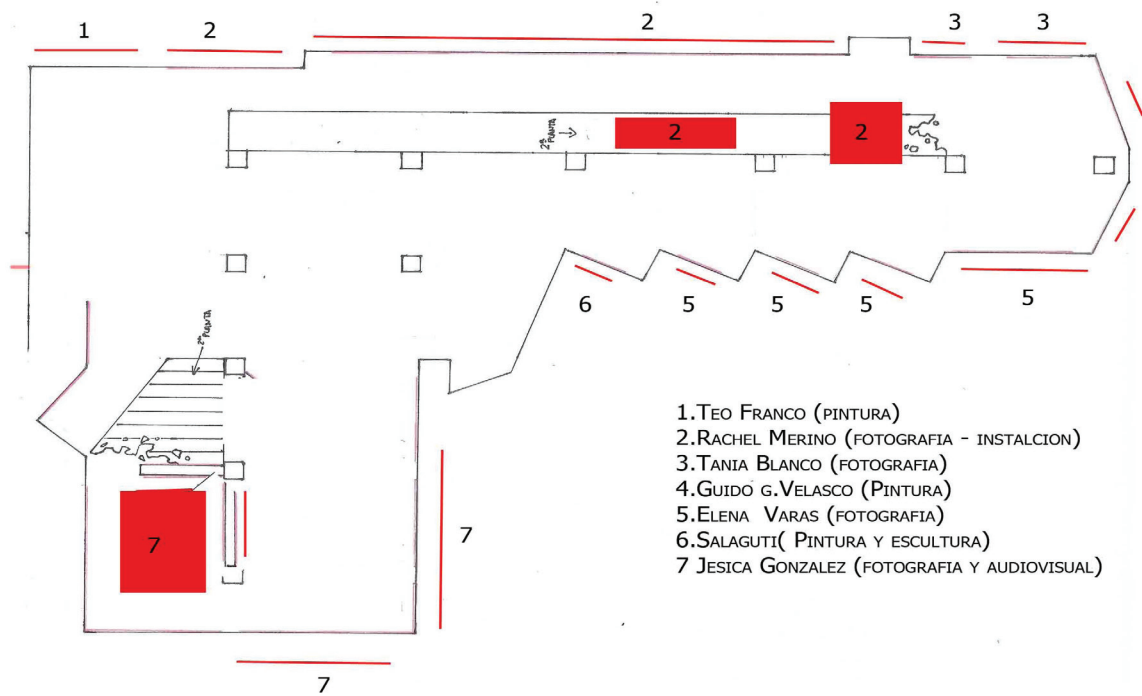 1
2
2
3
3
2ª PLANTA
2
2
6
5
5
5
5
2ª PLANTA
7
7
7
1.TEO FRANCO (PINTURA)
2.RACHEL MERINO (FOTOGRAFIA - INSTALCION)
3.TANIA BLANCO (FOTOGRAFIA)
4.GUIDO G.VELASCO (PINTURA)
5.ELENA VARAS (FOTOGRAFIA)
6.SALAGUTI( PINTURA Y ESCULTURA)
7 JESICA GONZALEZ (FOTOGRAFIA Y AUDIOVISUAL)